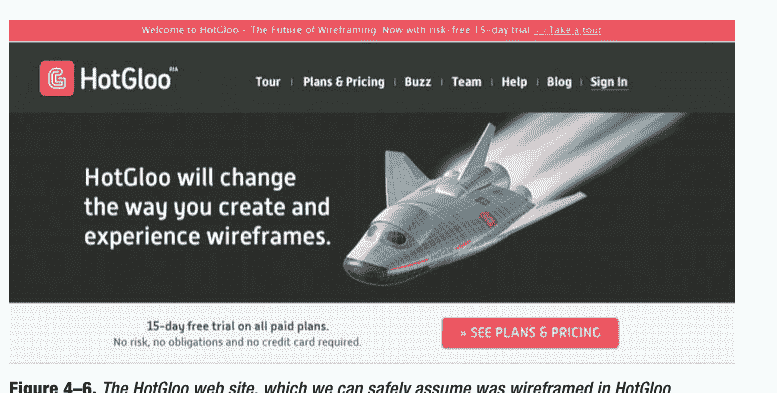 Welcome to HotGloo - The Future of Wireframing. Now with risk-free 15-day trial ... Take a tour
HotGloo
Tour | Plans & Pricing | Buzz | Team | Help | Blog | Sign In
HotGloo will change
the way you create and
experience wireframes.
15-day free trial on all paid plans.
No risk, no obligations and no credit card required.
» SEE PLANS & PRICING
Figure 4–6. The HotGloo web site, which we can safely assume was wireframed in HotGloo